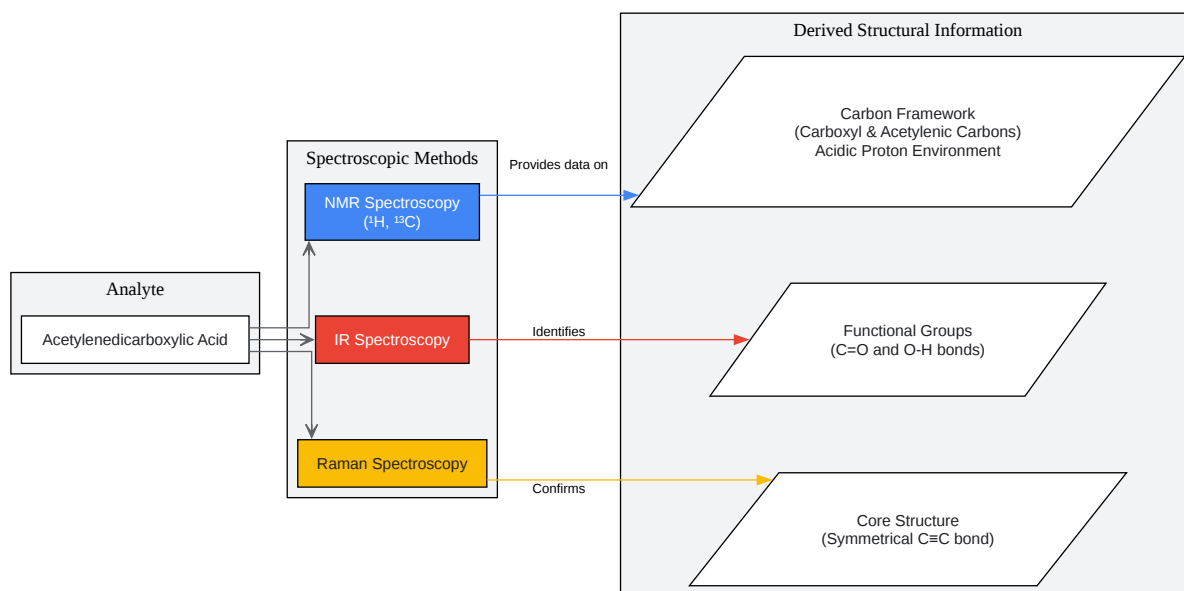 Derived Structural Information
Carbon Framework
(Carboxyl & Acetylenic Carbons)
Acidic Proton Environment
Spectroscopic Methods
Provides data on
NMR Spectroscopy
(¹H, ¹³C)
Analyte
Acetylenedicarboxylic Acid
IR Spectroscopy
Identifies
Functional Groups
(C=O and O-H bonds)
Raman Spectroscopy
Confirms
Core Structure
(Symmetrical C≡C bond)